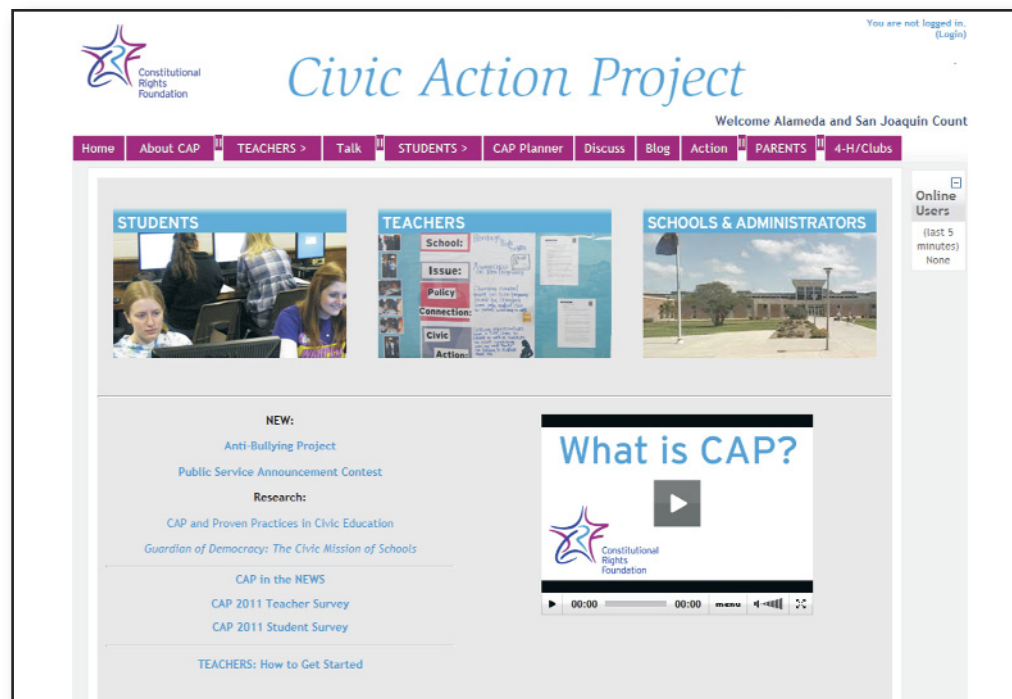 You are not logged in.
(Login)
Constitutional
Rights
Foundation
Civic Action Project
Welcome Alameda and San Joaquin Count
Home About CAP TEACHERS > Talk STUDENTS > CAP Planner Discuss Blog Action PARENTS 4-H/Clubs
Online
Users
(last 5
minutes)
None
STUDENTS
TEACHERS
SCHOOLS & ADMINISTRATORS
School:
Issue:
Policy
Connection:
Civic
Action:
NEW:
Anti-Bullying Project
Public Service Announcement Contest
Research:
CAP and Proven Practices in Civic Education
Guardian of Democracy: The Civic Mission of Schools
CAP in the NEWS
CAP 2011 Teacher Survey
CAP 2011 Student Survey
TEACHERS: How to Get Started
What is CAP?
Constitutional
Rights
Foundation
00:00 00:00 menu